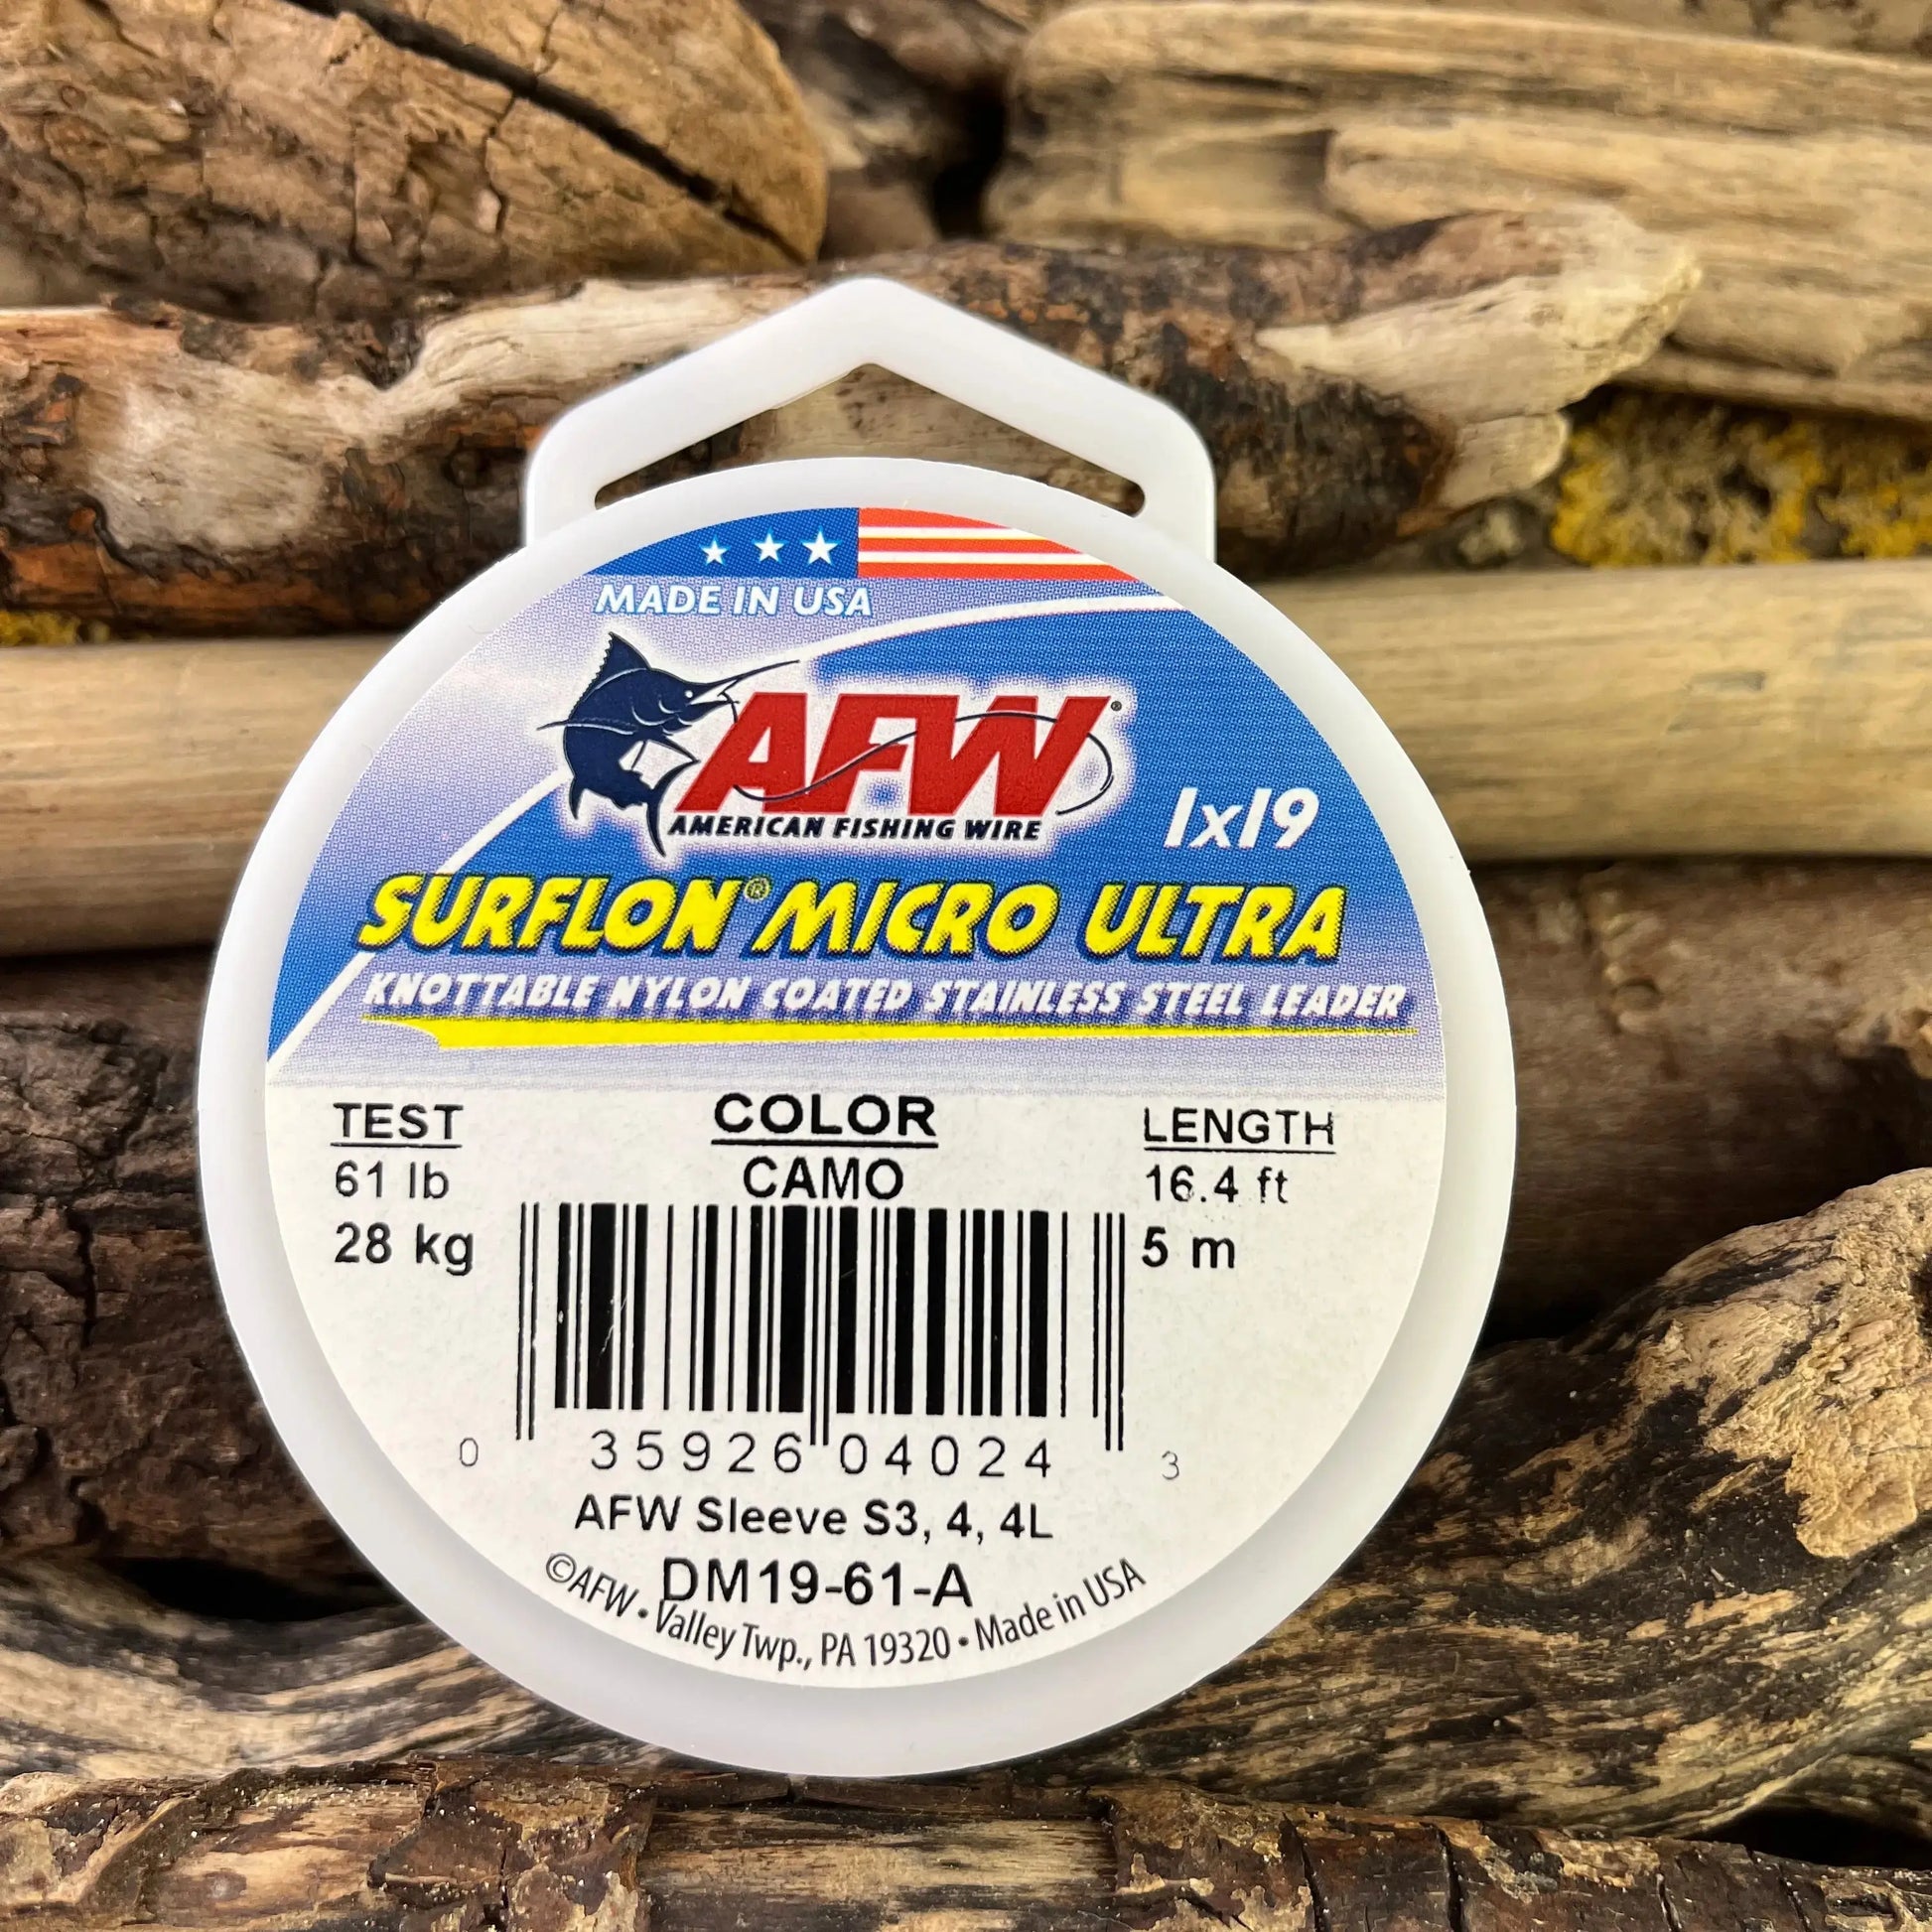 MADE IN USA
AFW®
AMERICAN FISHING WIRE
1x19
SURFLON® MICRO ULTRA
KNOTTABLE NYLON COATED STAINLESS STEEL LEADER
TEST
61 lb
28 kg
COLOR
CAMO
LENGTH
16.4 ft
5 m
0 35926 04024 3
AFW Sleeve S3, 4, 4L
DM19-61-A
©AFW • Valley Twp., PA 19320 • Made in USA